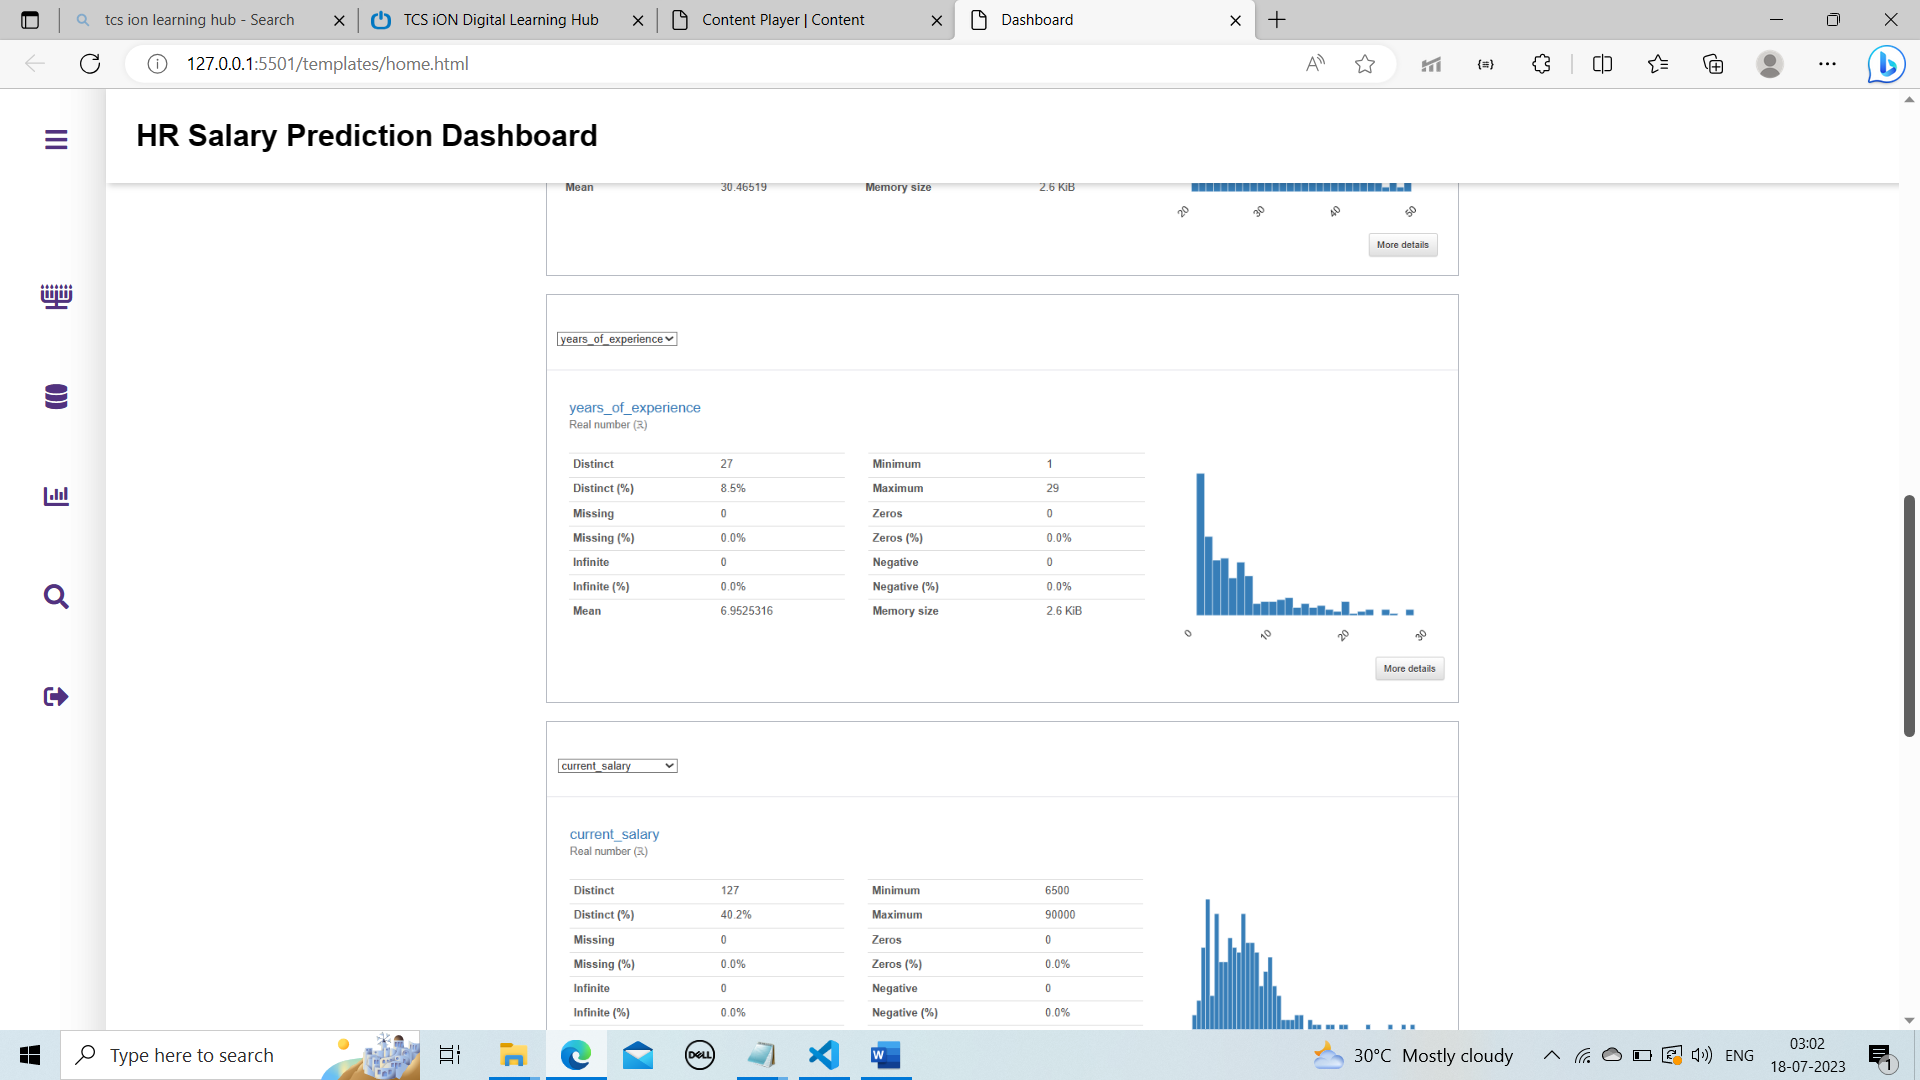 tcs ion learning hub - Search
TCS iON Digital Learning Hub
Content Player | Content
Dashboard
127.0.0.1:5501/templates/home.html
HR Salary Prediction Dashboard
Mean 30.46519 Memory size 2.6 KiB
20 30 40 50
More details
years_of_experience
years_of_experience
Real number (ℝ)
Distinct 27 Minimum 1
Distinct (%) 8.5% Maximum 29
Missing 0 Zeros 0
Missing (%) 0.0% Zeros (%) 0.0%
Infinite 0 Negative 0
Infinite (%) 0.0% Negative (%) 0.0%
Mean 6.9525316 Memory size 2.6 KiB
0 10 20 30
More details
current_salary
current_salary
Real number (ℝ)
Distinct 127 Minimum 6500
Distinct (%) 40.2% Maximum 90000
Missing 0 Zeros 0
Missing (%) 0.0% Zeros (%) 0.0%
Infinite 0 Negative 0
Infinite (%) 0.0% Negative (%) 0.0%
Type here to search
DELL
W
30°C Mostly cloudy
ENG
03:02
18-07-2023
1